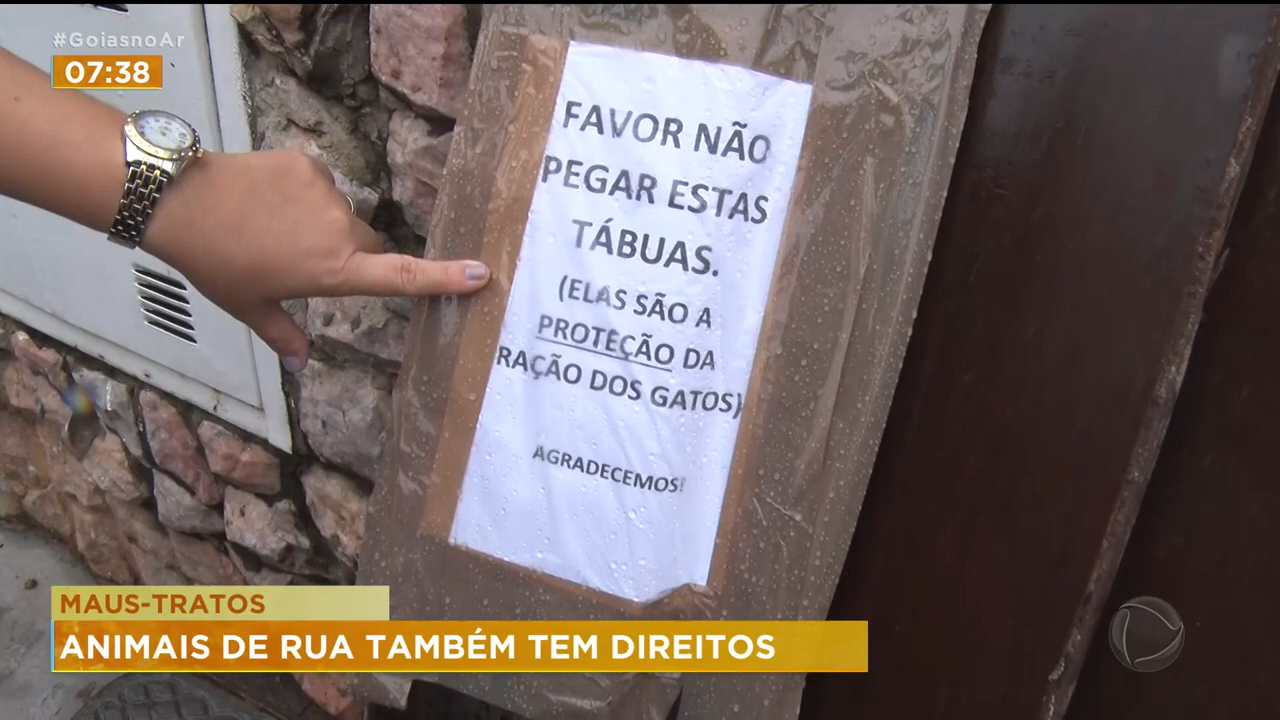 #GoiasnoAr
07:38
FAVOR NÃO
PEGAR ESTAS
TÁBUAS.
(ELAS SÃO A
PROTEÇÃO DA
RAÇÃO DOS GATOS)
AGRADECEMOS!
MAUS-TRATOS
ANIMAIS DE RUA TAMBÉM TEM DIREITOS